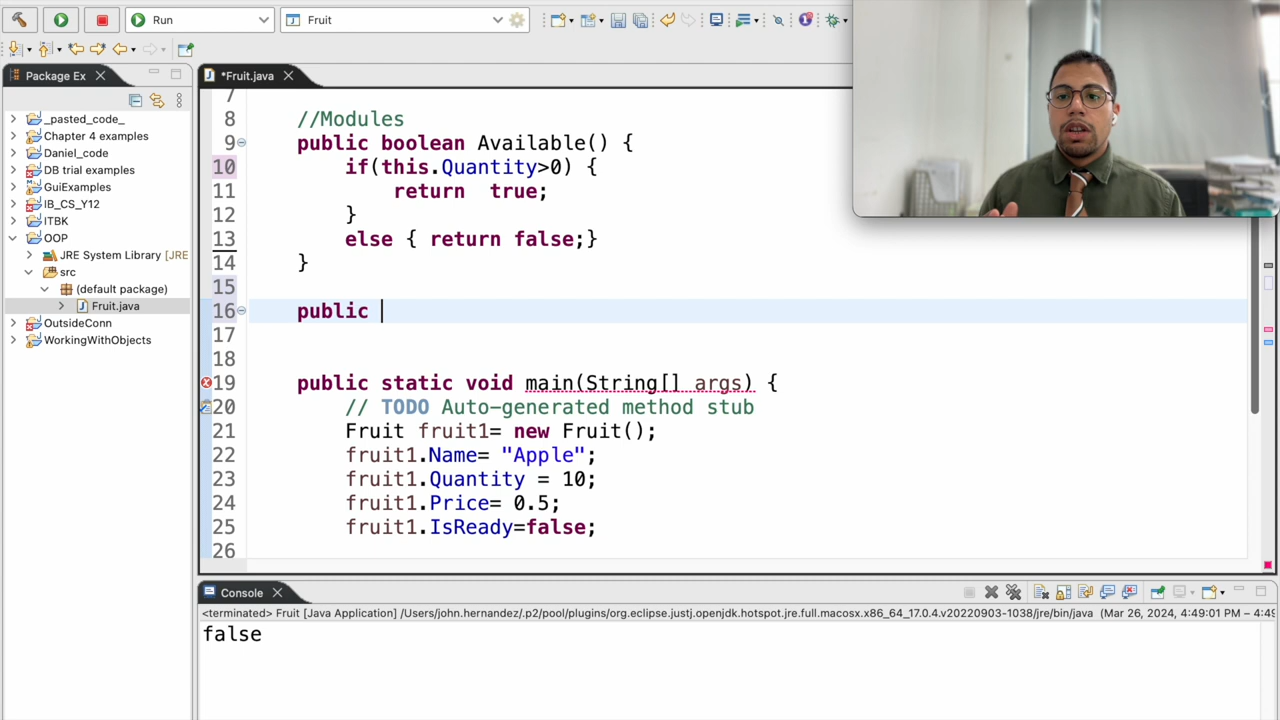 Run
Fruit
Package Ex
*Fruit.java
_pasted_code_
Chapter 4 examples
Daniel_code
DB trial examples
GuiExamples
IB_CS_Y12
ITBK
OOP
JRE System Library [JRE
src
(default package)
Fruit.java
OutsideConn
WorkingWithObjects
7
8 //Modules
9 public boolean Available() {
10 if(this.Quantity>0) {
11 return  true;
12 }
13 else { return false;}
14 }
15
16 public
17
18
19 public static void main(String[] args) {
20 // TODO Auto-generated method stub
21 Fruit fruit1= new Fruit();
22 fruit1.Name= "Apple";
23 fruit1.Quantity = 10;
24 fruit1.Price= 0.5;
25 fruit1.IsReady=false;
26
Console
<terminated> Fruit [Java Application] /Users/john.hernandez/.p2/pool/plugins/org.eclipse.justj.openjdk.hotspot.jre.full.macosx.x86_64_17.0.4.v20220903-1038/jre/bin/java (Mar 26, 2024, 4:49:01 PM – 4:49
false